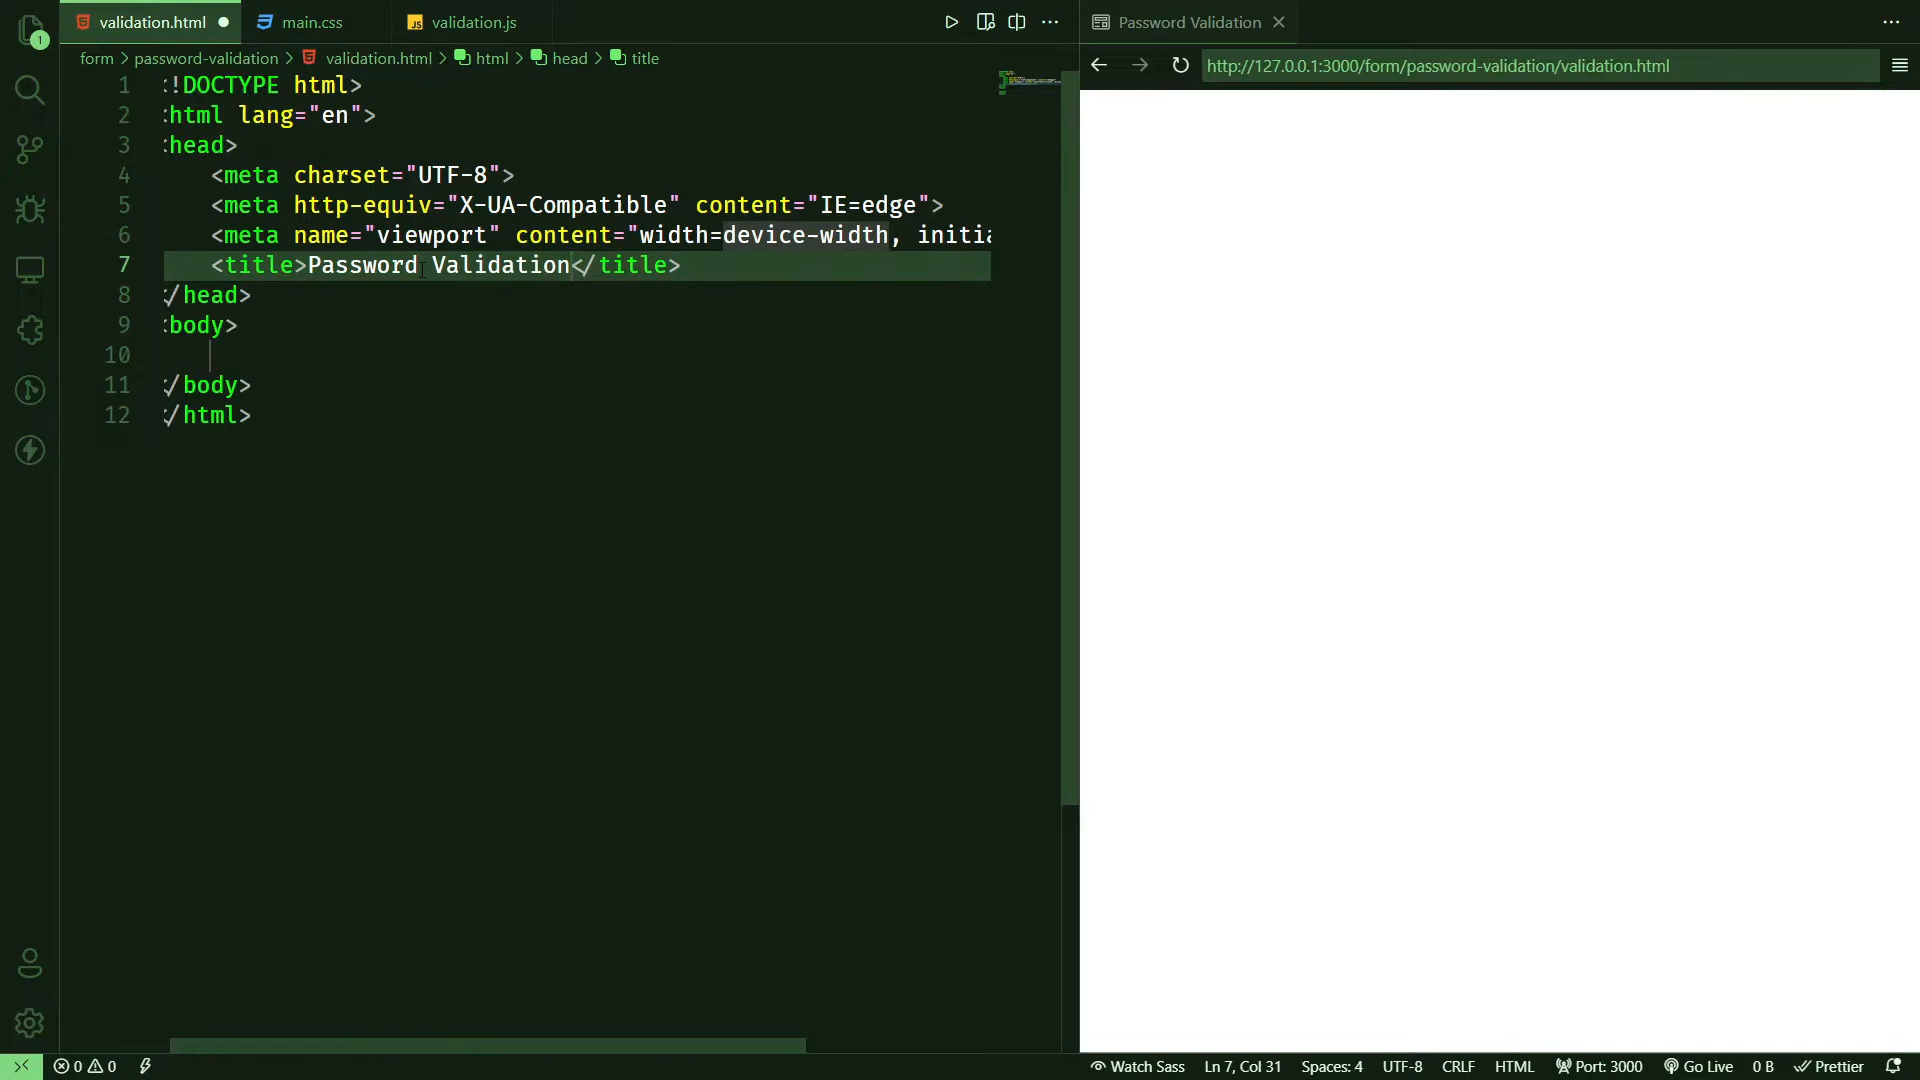 validation.html
main.css
validation.js
Password Validation
form > password-validation > validation.html > html > head > title
http://127.0.0.1:3000/form/password-validation/validation.html
1
1 !DOCTYPE html>
2 html lang="en">
3 head>
4 <meta charset="UTF-8">
5 <meta http-equiv="X-UA-Compatible" content="IE=edge">
6 <meta name="viewport" content="width=device-width, initia
7 <title>Password Validation</title>
8 </head>
9 body>
10
11 </body>
12 </html>
0 0
Watch Sass
Ln 7, Col 31
Spaces: 4
UTF-8
CRLF
HTML
Port: 3000
Go Live
0 B
Prettier